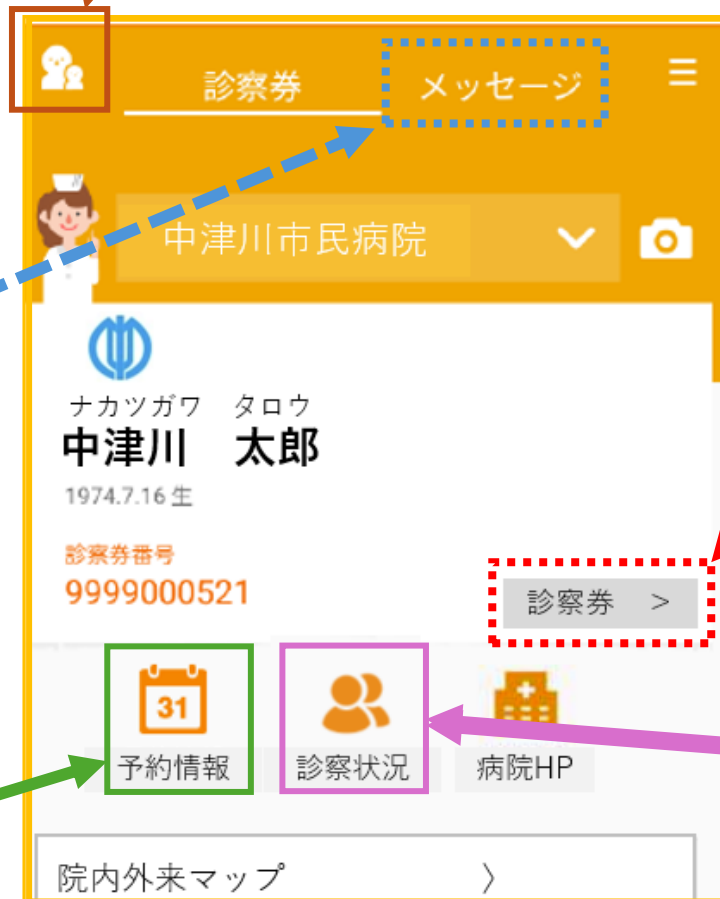 診察券 メッセージ
中津川市民病院
ナカツガワ タロウ
中津川 太郎
1974.7.16 生
診察券番号
9999000521
診察券 >
31
予約情報 診察状況 病院HP
院内外来マップ 〉